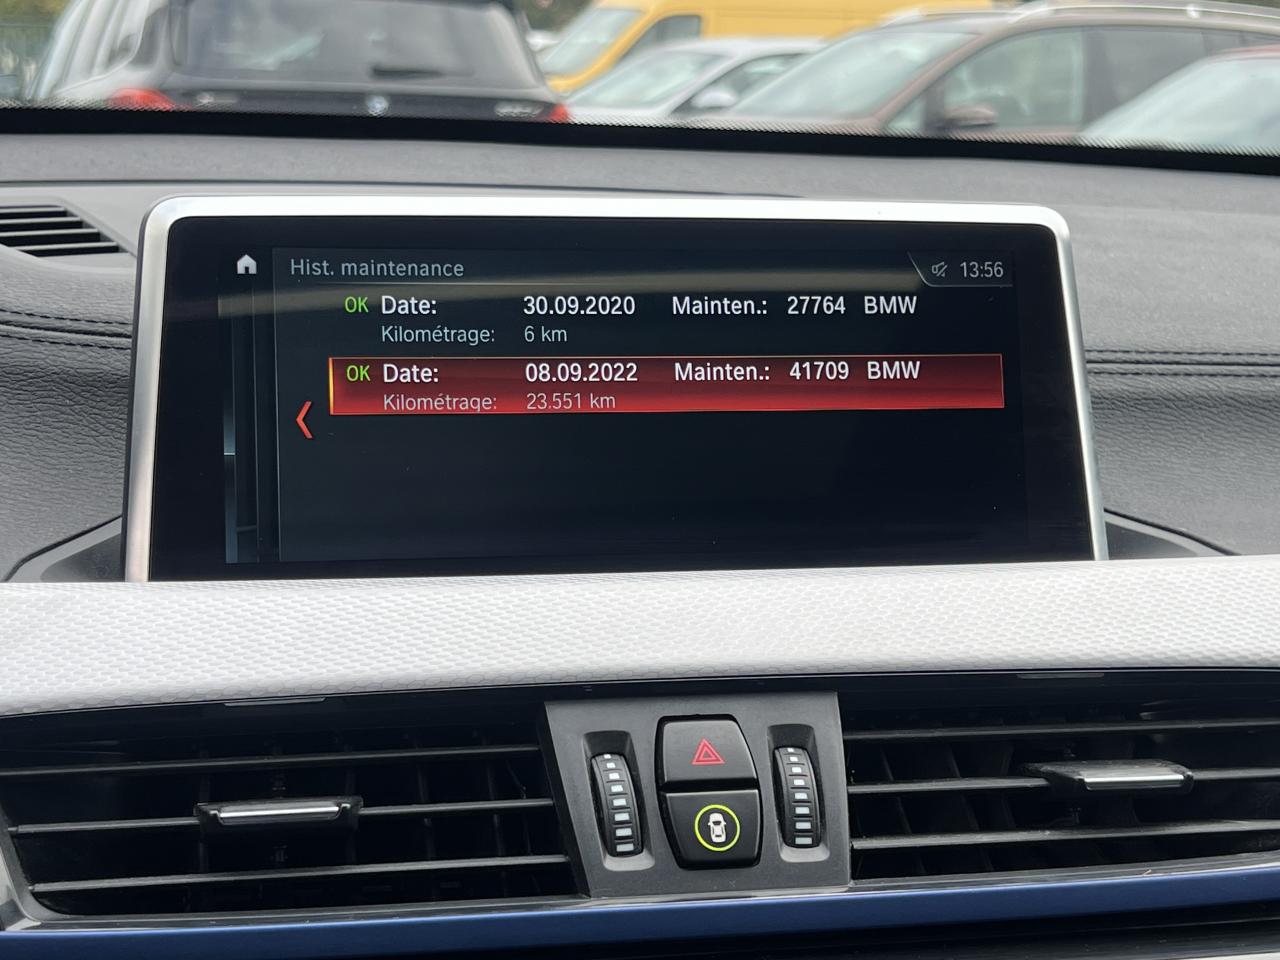 Hist. maintenance
13:56
OK Date: 30.09.2020 Mainten.: 27764 BMW
Kilométrage: 6 km
OK Date: 08.09.2022 Mainten.: 41709 BMW
Kilométrage: 23.551 km